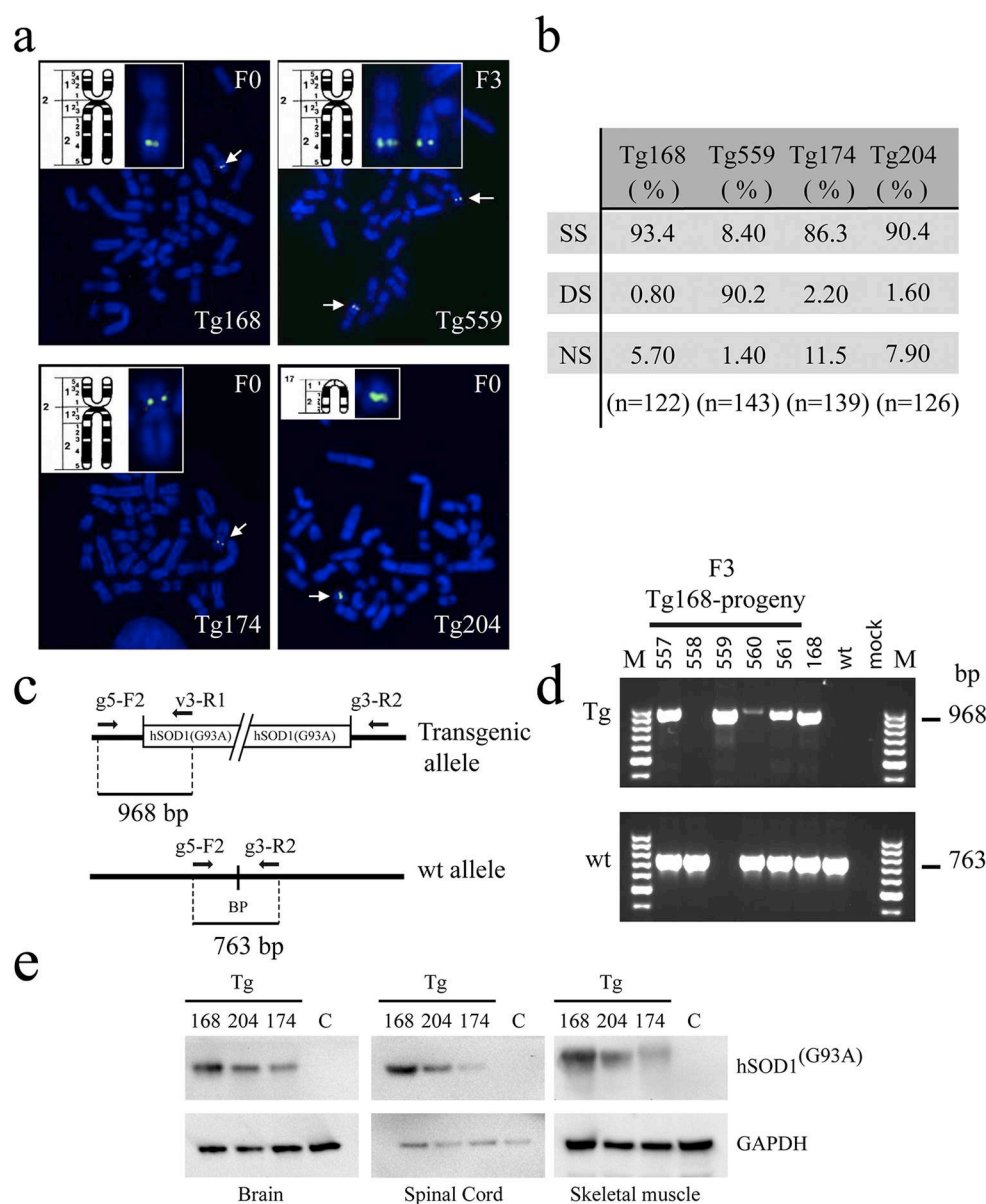 a
F0
Tg168
F3
Tg559
F0
Tg174
17
F0
Tg204
b
Tg168 Tg559 Tg174 Tg204
(%) (%) (%) (%)
SS 93.4 8.40 86.3 90.4
DS 0.80 90.2 2.20 1.60
NS 5.70 1.40 11.5 7.90
(n=122) (n=143) (n=139) (n=126)
c
g5-F2 v3-R1 g3-R2
hSOD1(G93A) hSOD1(G93A)
Transgenic
allele
968 bp
g5-F2 g3-R2
wt allele
BP
763 bp
d
F3
Tg168-progeny
M 557 558 559 560 561 168 wt mock M bp
Tg 968
wt 763
e
Tg Tg Tg
168 204 174 C 168 204 174 C 168 204 174 C
hSOD1(G93A)
GAPDH
Brain Spinal Cord Skeletal muscle